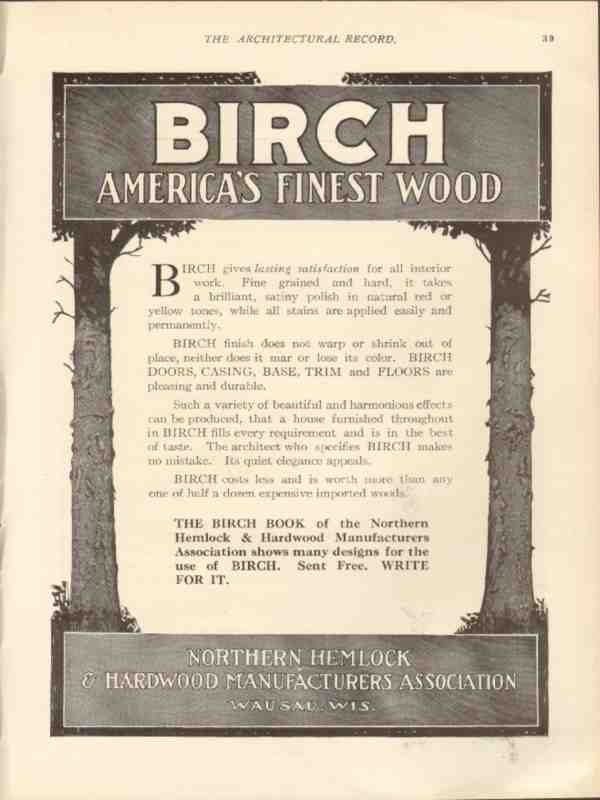 THE ARCHITECTURAL RECORD.
39
BIRCH
AMERICA'S FINEST WOOD
BIRCH gives lasting satisfaction for all interior
work. Fine grained and hard, it takes
a brilliant, satiny polish in natural red or
yellow tones, while all stains are applied easily and
permanently.
BIRCH finish does not warp or shrink out of
place, neither does it mar or lose its color. BIRCH
DOORS, CASING, BASE, TRIM and FLOORS are
pleasing and durable.
Such a variety of beautiful and harmonious effects
can be produced, that a house furnished throughout
in BIRCH fills every requirement and is in the best
of taste. The architect who specifies BIRCH makes
no mistake. Its quiet elegance appeals.
BIRCH costs less and is worth more than any
one of half a dozen expensive imported woods.
THE BIRCH BOOK of the Northern
Hemlock & Hardwood Manufacturers
Association shows many designs for the
use of BIRCH. Sent Free. WRITE
FOR IT.
NORTHERN HEMLOCK
& HARDWOOD MANUFACTURERS ASSOCIATION
WAUSAU. WIS.